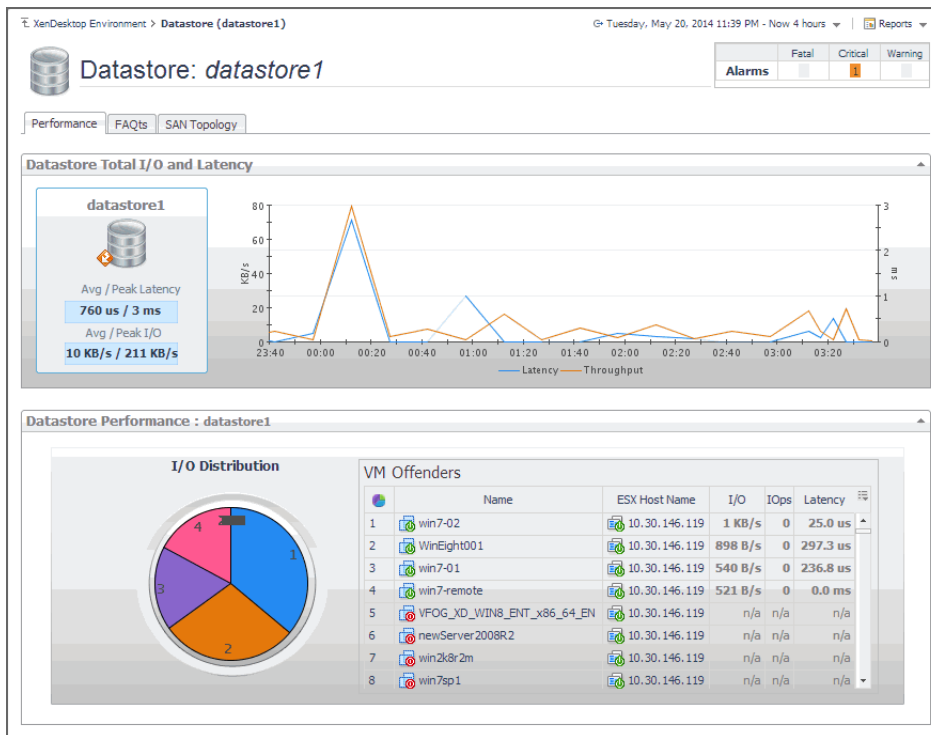 XenDesktop Environment > Datastore (datastore1)
Tuesday, May 20, 2014 11:39 PM - Now 4 hours
Reports
Datastore: datastore1
Fatal Critical Warning
Alarms 1
Performance FAQts SAN Topology
Datastore Total I/O and Latency
datastore1
Avg / Peak Latency
760 us / 3 ms
Avg / Peak I/O
10 KB/s / 211 KB/s
80
60
40
20
0
KB/s
3
2
1
0
ms
23:40 00:00 00:20 00:40 01:00 01:20 01:40 02:00 02:20 02:40 03:00 03:20
Latency Throughput
Datastore Performance : datastore1
I/O Distribution
1
2
3
4
VM Offenders
Name ESX Host Name I/O IOps Latency
1 win7-02 10.30.146.119 1 KB/s 0 25.0 us
2 WinEight001 10.30.146.119 898 B/s 0 297.3 us
3 win7-01 10.30.146.119 540 B/s 0 236.8 us
4 win7-remote 10.30.146.119 521 B/s 0 0.0 ms
5 VFOG_XD_WIN8_ENT_x86_64_EN 10.30.146.119 n/a n/a n/a
6 newServer2008R2 10.30.146.119 n/a n/a n/a
7 win2k8r2m 10.30.146.119 n/a n/a n/a
8 win7sp1 10.30.146.119 n/a n/a n/a